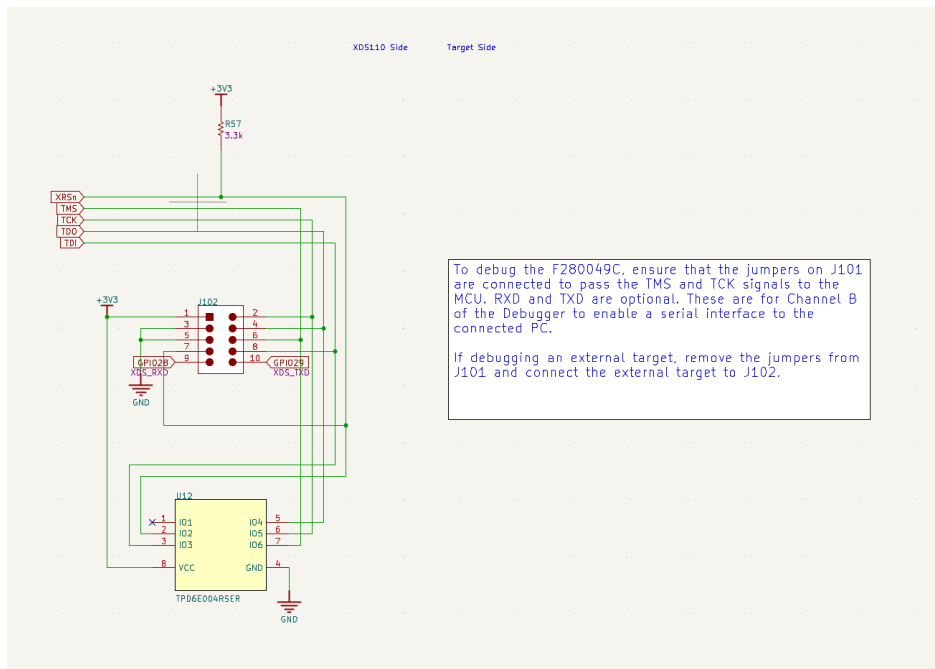 XDS110 Side Target Side
+3V3
R57
3.3k
XRSn
TMS
TCK
TDO
TDI
To debug the F280049C, ensure that the jumpers on J101
are connected to pass the TMS and TCK signals to the
MCU. RXD and TXD are optional. These are for Channel B
of the Debugger to enable a serial interface to the
connected PC.
If debugging an external target, remove the jumpers from
J101 and connect the external target to J102.
+3V3
J102
1 2
3 4
5 6
7 8
GPIO28 9 10 GPIO29
XDS_RXD XDS_TXD
GND
U12
1 IO1 IO4 5
2 IO2 IO5 6
3 IO3 IO6 7
8 VCC GND 4
TPD6E004RSER
GND